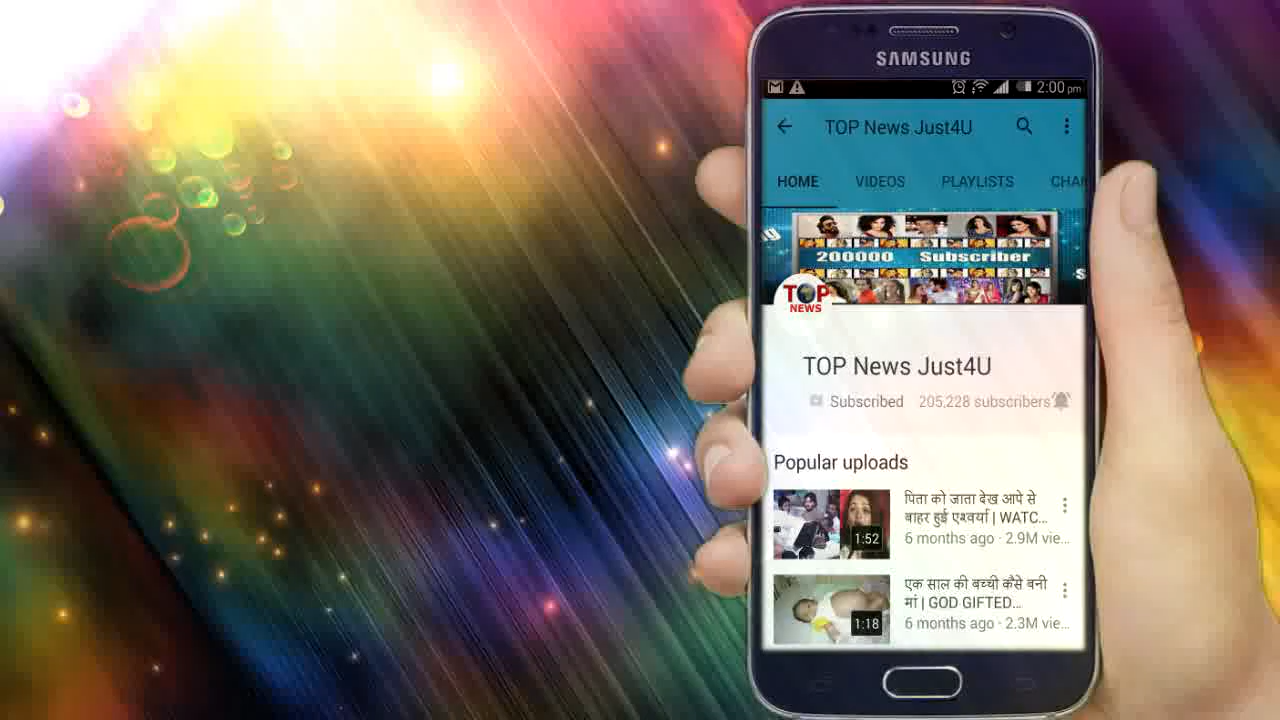 SAMSUNG
2:00 pm
TOP News Just4U
HOME VIDEOS PLAYLISTS CHA
200000 Subscriber
TOP
NEWS
TOP News Just4U
Subscribed 205,228 subscribers
Popular uploads
पिता को जाता देख आपे से
बाहर हुई एश्वर्या | WATC...
1:52
6 months ago · 2.9M vie...
एक साल की बच्ची कैसे बनी
मां | GOD GIFTED...
1:18
6 months ago · 2.3M vie...